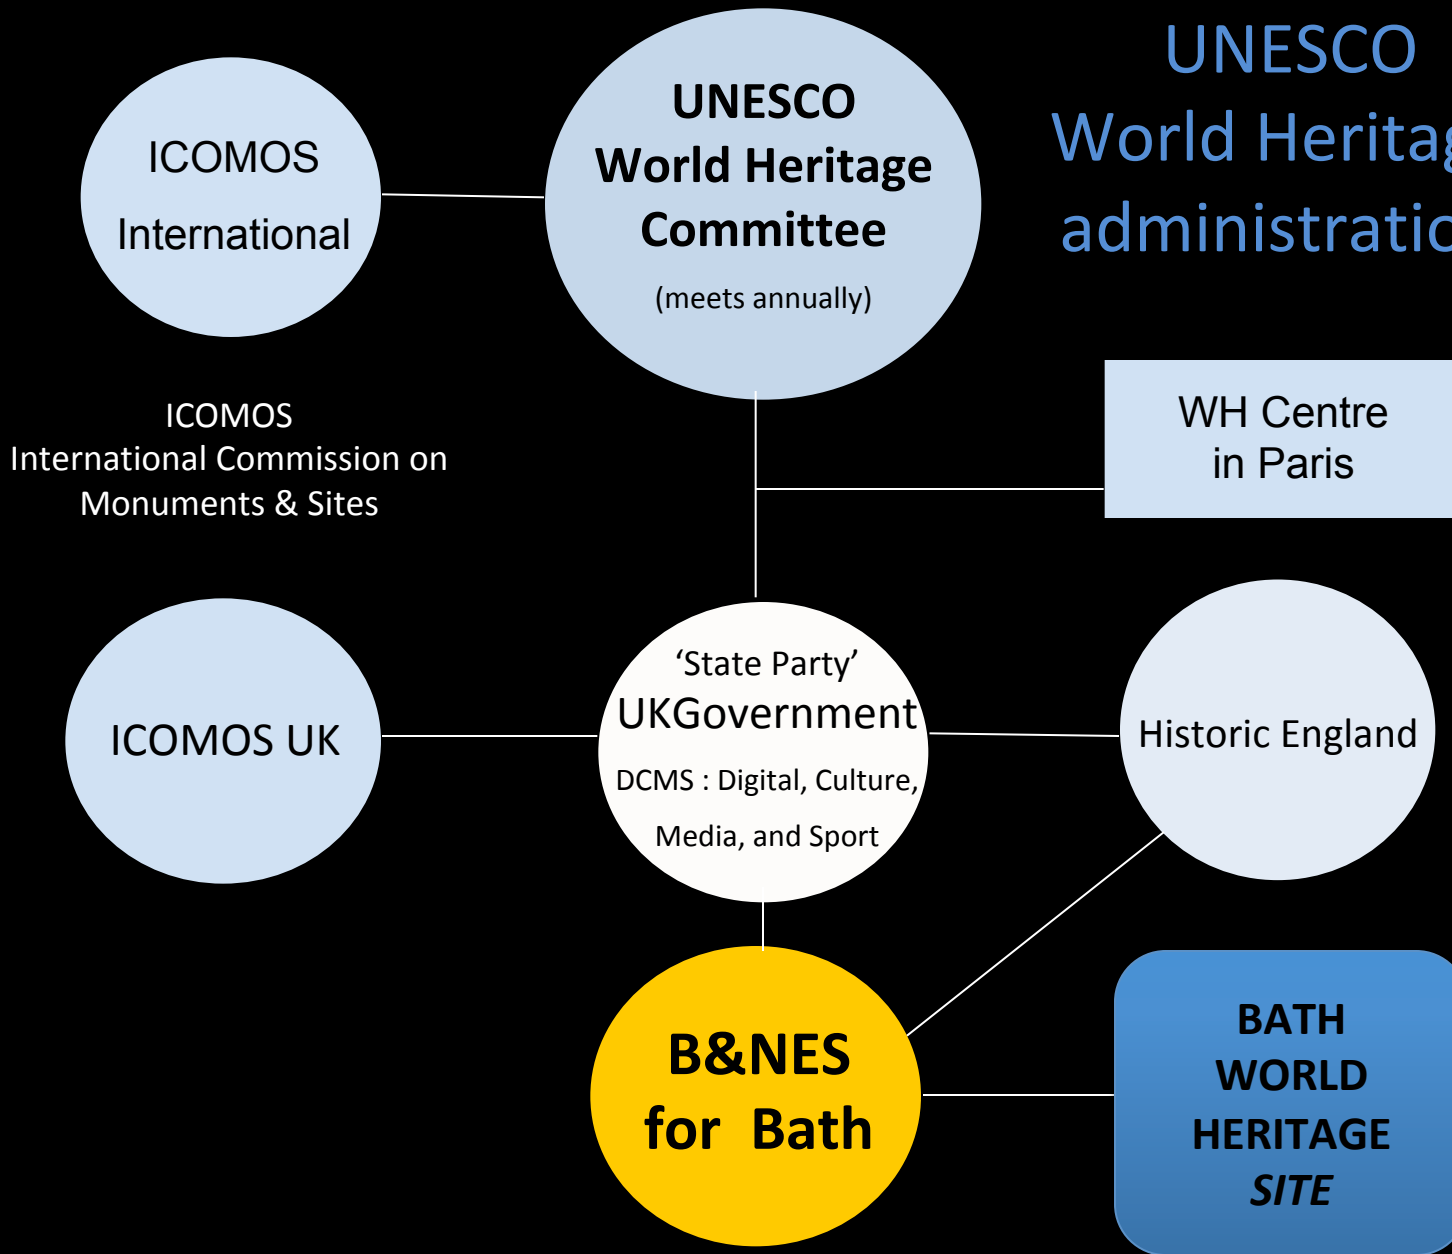 UNESCO
World Heritag
administratio
ICOMOS
International
UNESCO
World Heritage
Committee
(meets annually)
ICOMOS
International Commission on
Monuments & Sites
WH Centre
in Paris
ICOMOS UK
‘State Party’
UKGovernment
DCMS : Digital, Culture,
Media, and Sport
Historic England
B&NES
for Bath
BATH
WORLD
HERITAGE
SITE